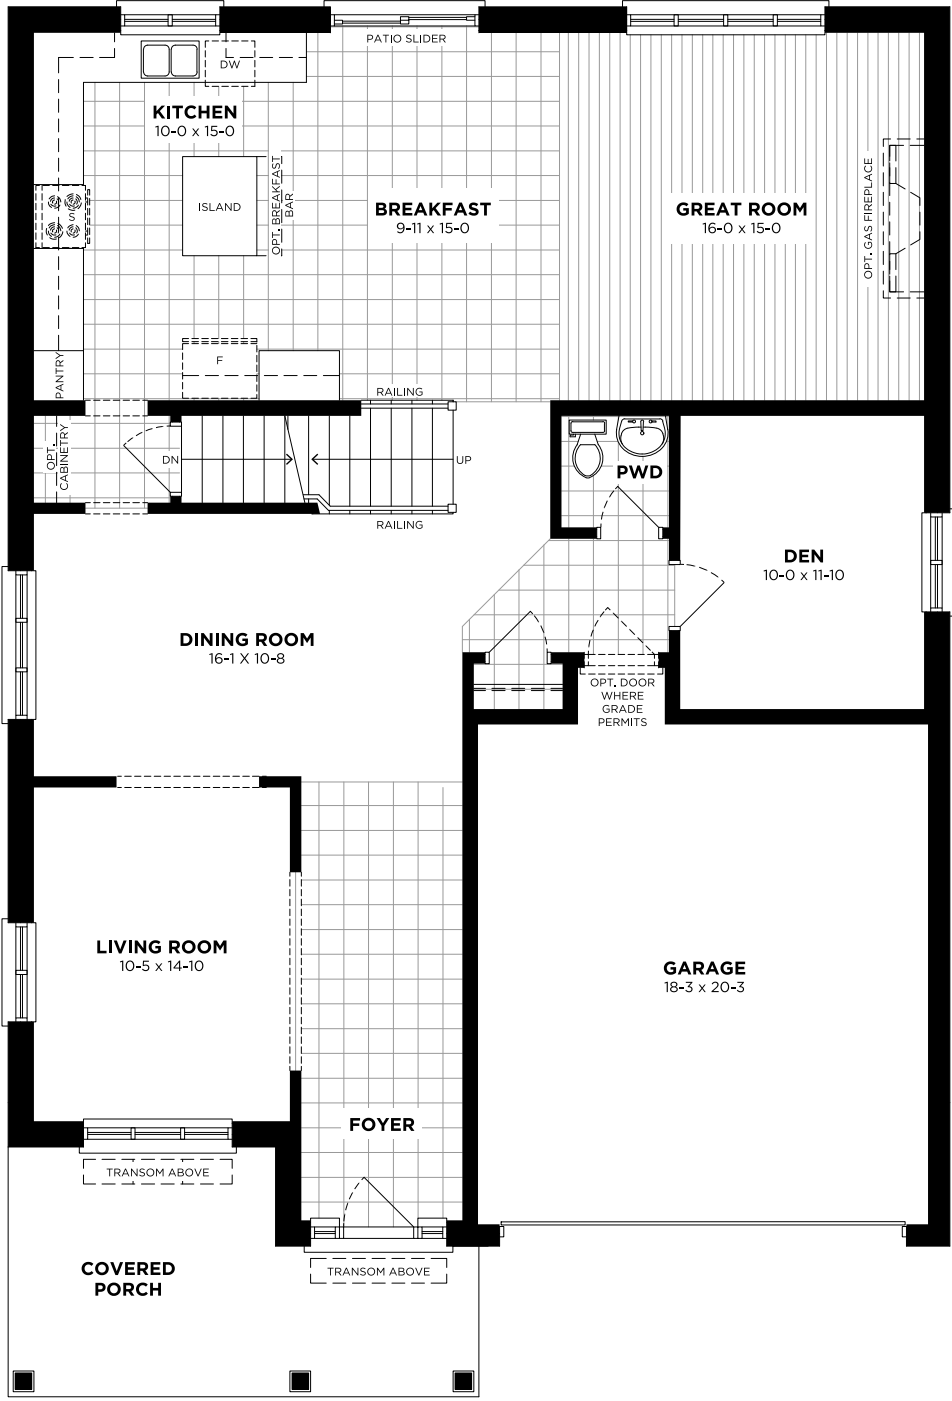 PATIO SLIDER
DW
KITCHEN
10-0 x 15-0
ISLAND
OPT. BREAKFAST
BAR
BREAKFAST
9-11 x 15-0
GREAT ROOM
16-0 x 15-0
OPT. GAS FIREPLACE
S
F
PANTRY
RAILING
OPT.
CABINETRY
DN
UP
RAILING
PWD
DEN
10-0 x 11-10
DINING ROOM
16-1 X 10-8
OPT. DOOR
WHERE
GRADE
PERMITS
LIVING ROOM
10-5 x 14-10
GARAGE
18-3 x 20-3
FOYER
TRANSOM ABOVE
TRANSOM ABOVE
COVERED
PORCH